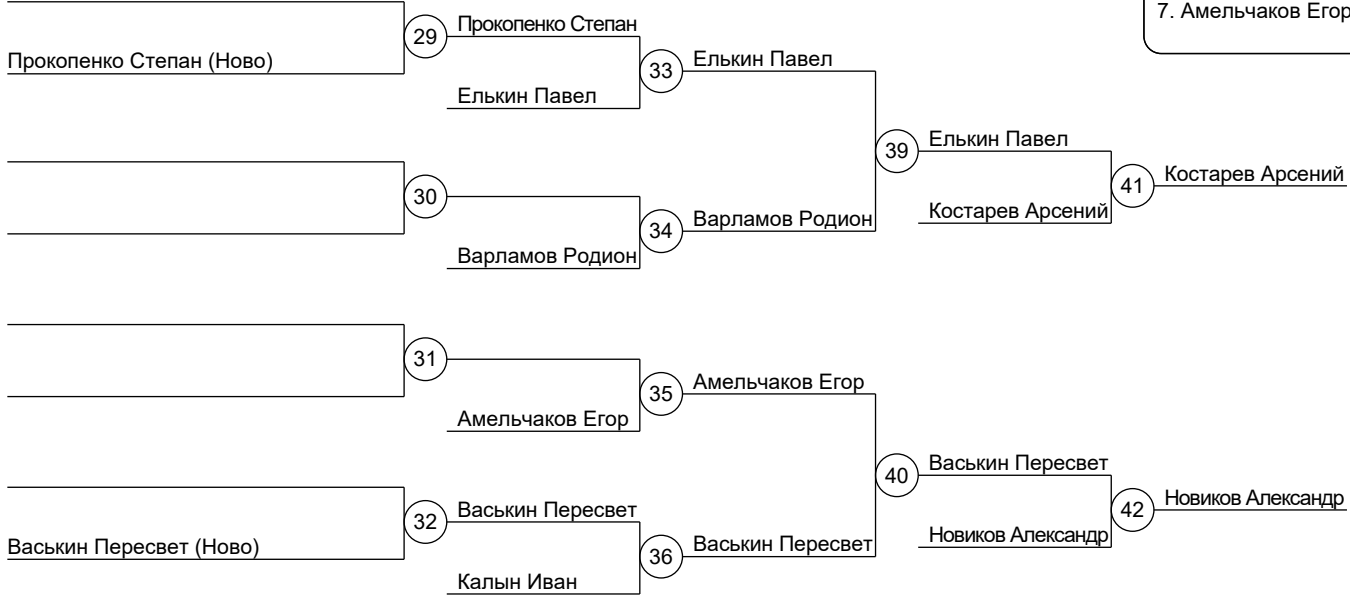 7. Амельчаков Егор
29
Прокопенко Степан
Прокопенко Степан (Ново)
33
Елькин Павел
Елькин Павел
39
Елькин Павел
41
Костарев Арсений
30
34
Варламов Родион
Костарев Арсений
Варламов Родион
31
35
Амельчаков Егор
Амельчаков Егор
40
Васькин Пересвет
42
Новиков Александр
32
Васькин Пересвет
Новиков Александр
Васькин Пересвет (Ново)
36
Васькин Пересвет
Калын Иван